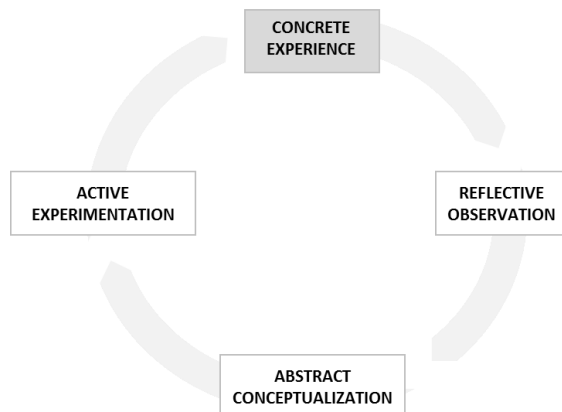 CONCRETE
EXPERIENCE
ACTIVE
EXPERIMENTATION
REFLECTIVE
OBSERVATION
ABSTRACT
CONCEPTUALIZATION